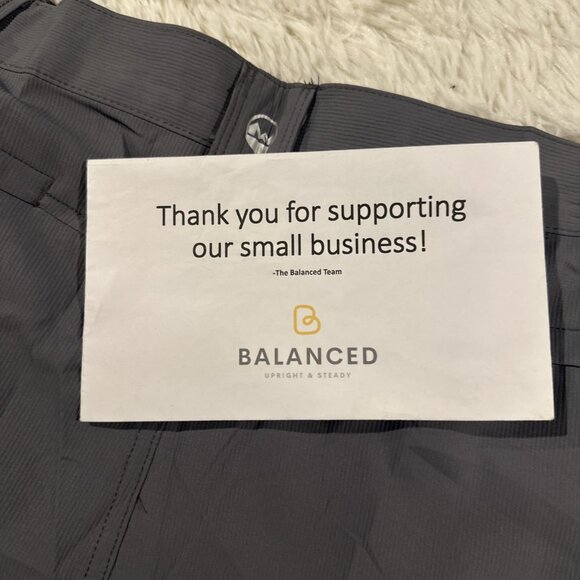 Thank you for supporting
our small business!
-The Balanced Team
BALANCED
UPRIGHT & STEADY